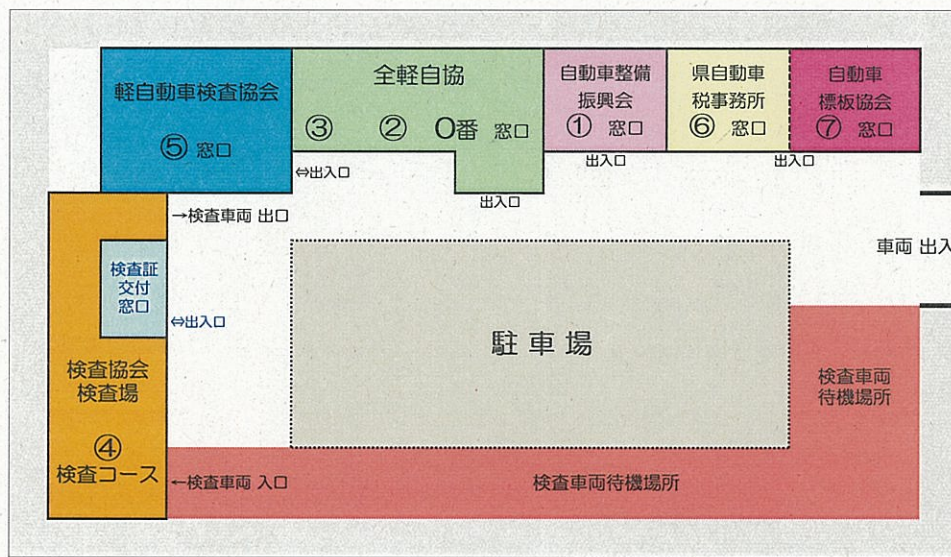 軽自動車検査協会
⑤ 窓口
全軽自協
③ ② 0番 窓口
自動車整備
振興会
① 窓口
県自動車
税事務所
⑥ 窓口
自動車
標板協会
⑦ 窓口
⇔出入口
出入口
出入口
出入口
→検査車両 出口
車両 出入
検査証
交付
窓口
⇔出入口
駐車場
検査協会
検査場
④
検査コース
検査車両
待機場所
←検査車両 入口
検査車両待機場所